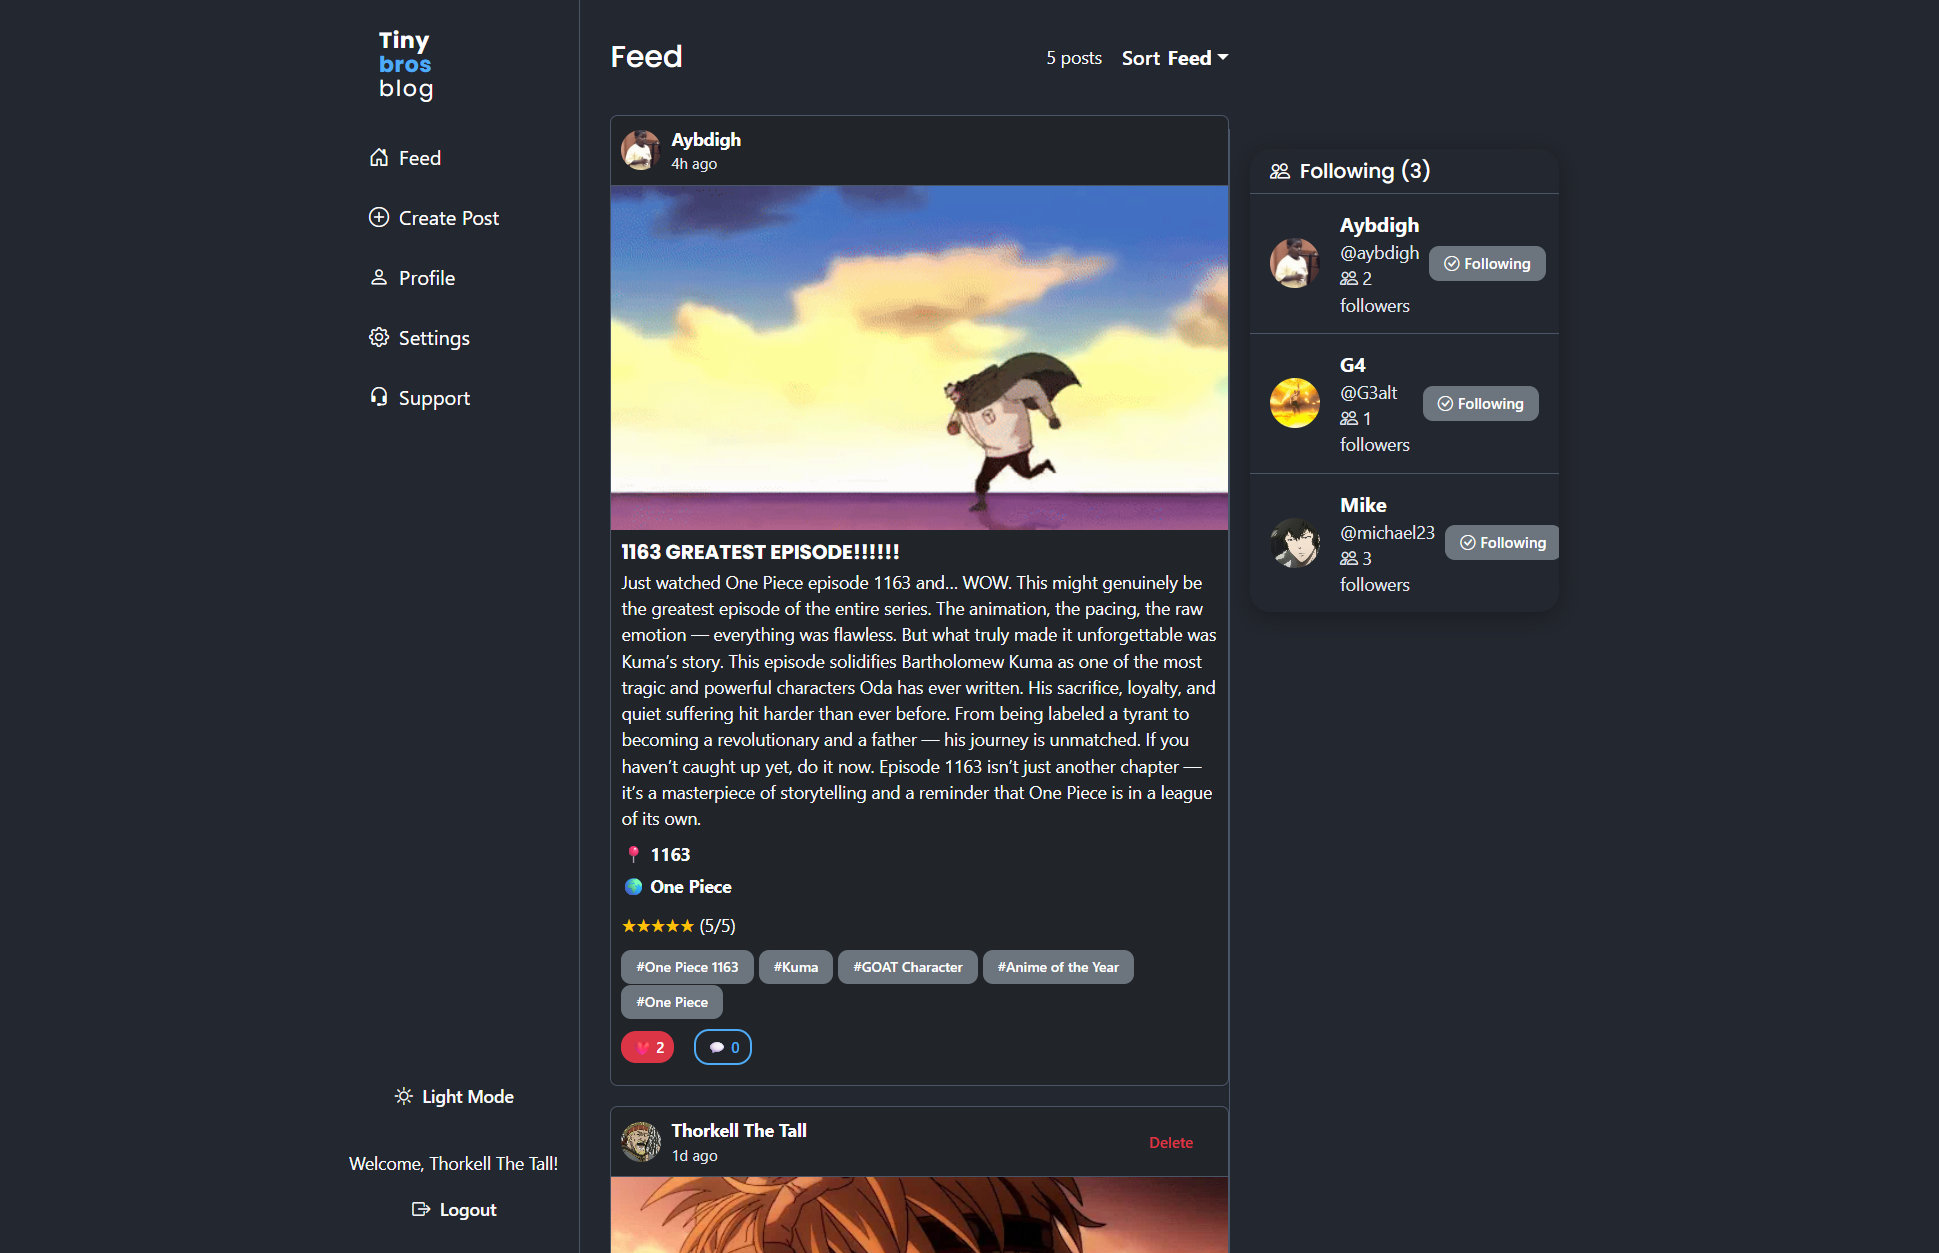 Tiny
bros
blog
Feed
Create Post
Profile
Settings
Support
Light Mode
Welcome, Thorkell The Tall!
Logout
Feed
5 posts
Sort Feed
Aybdigh
4h ago
1163 GREATEST EPISODE!!!!!!
Just watched One Piece episode 1163 and... WOW. This might genuinely be
the greatest episode of the entire series. The animation, the pacing, the raw
emotion — everything was flawless. But what truly made it unforgettable was
Kuma’s story. This episode solidifies Bartholomew Kuma as one of the most
tragic and powerful characters Oda has ever written. His sacrifice, loyalty, and
quiet suffering hit harder than ever before. From being labeled a tyrant to
becoming a revolutionary and a father — his journey is unmatched. If you
haven’t caught up yet, do it now. Episode 1163 isn’t just another chapter —
it’s a masterpiece of storytelling and a reminder that One Piece is in a league
of its own.
📍 1163
🌍 One Piece
★★★★★ (5/5)
#One Piece 1163 #Kuma #GOAT Character #Anime of the Year
#One Piece
2 0
Thorkell The Tall
1d ago
Delete
Following (3)
Aybdigh
@aybdigh
2
followers
Following
G4
@G3alt
1
followers
Following
Mike
@michael23
3
followers
Following